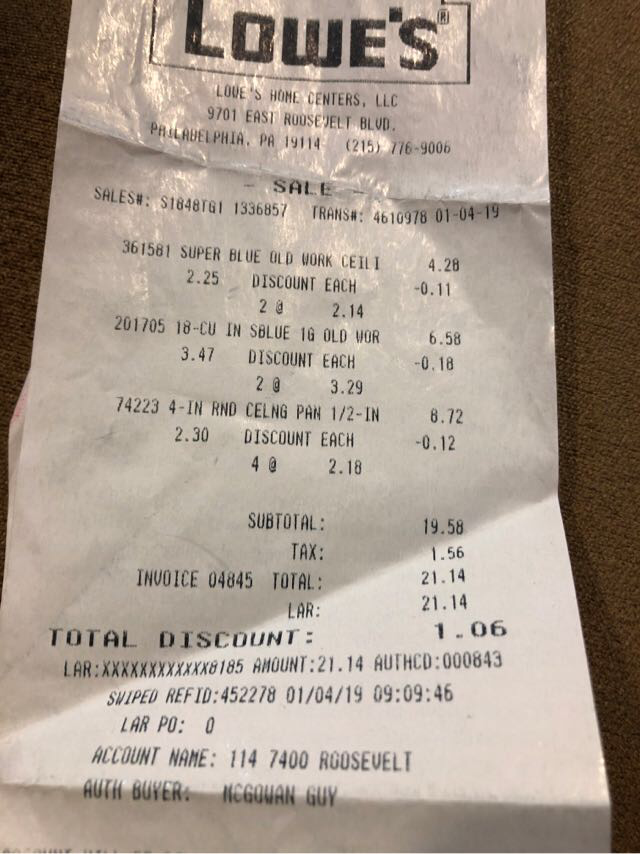 LOWE'S®
LOWE'S HOME CENTERS, LLC
9701 EAST ROOSEVELT BLVD.
PHILADELPHIA, PA 19114 (215) 776-9006
- SALE -
SALES#: S1848TG1 1336857 TRANS#: 4610978 01-04-19
361581 SUPER BLUE OLD WORK CEILI 4.28
2.25 DISCOUNT EACH -0.11
2 @ 2.14
201705 18-CU IN SBLUE 1G OLD WOR 6.58
3.47 DISCOUNT EACH -0.18
2 @ 3.29
74223 4-IN RND CELNG PAN 1/2-IN 8.72
2.30 DISCOUNT EACH -0.12
4 @ 2.18
SUBTOTAL: 19.58
TAX: 1.56
INVOICE 04845 TOTAL: 21.14
LAR: 21.14
TOTAL DISCOUNT: 1.06
LAR:XXXXXXXXXXXX8185 AMOUNT:21.14 AUTHCD:000843
SWIPED REFID:452278 01/04/19 09:09:46
LAR PO: 0
ACCOUNT NAME: 114 7400 ROOSEVELT
AUTH BUYER: MCGOWAN GUY